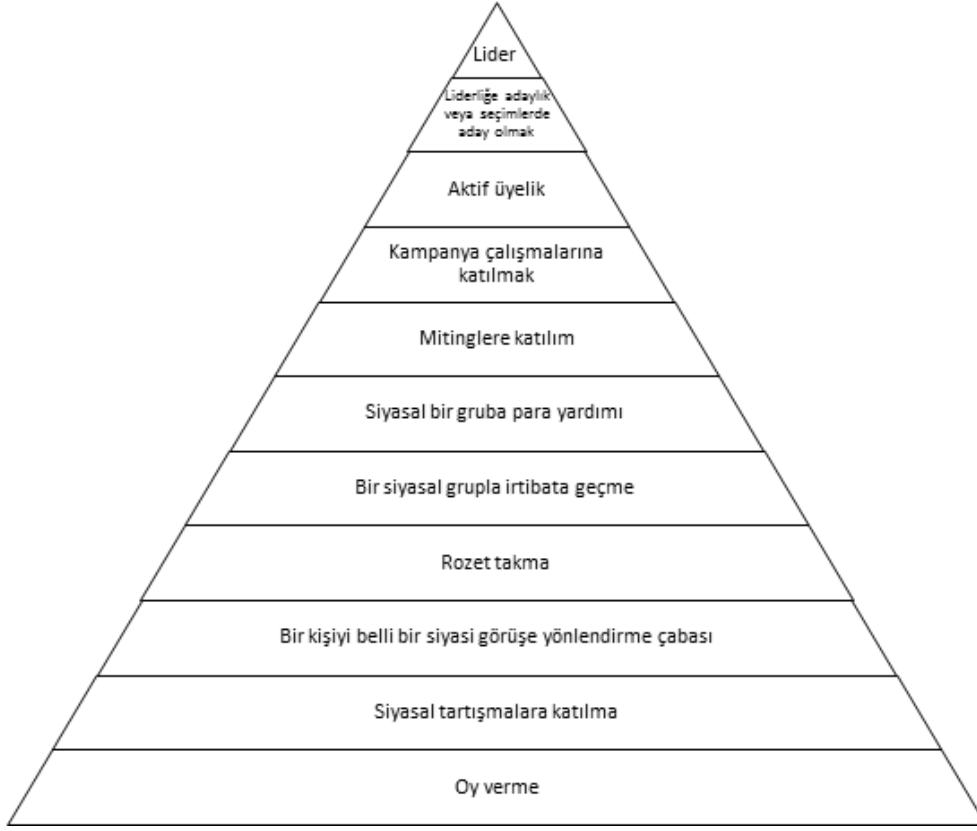 Lider
Liderliğe adaylık
veya seçimlerde
aday olmak
Aktif üyelik
Kampanya çalışmalarına
katılmak
Mitinglere katılım
Siyasal bir gruba para yardımı
Bir siyasal grupla irtibata geçme
Rozet takma
Bir kişiyi belli bir siyasi görüşe yönlendirme çabası
Siyasal tartışmalara katılma
Oy verme